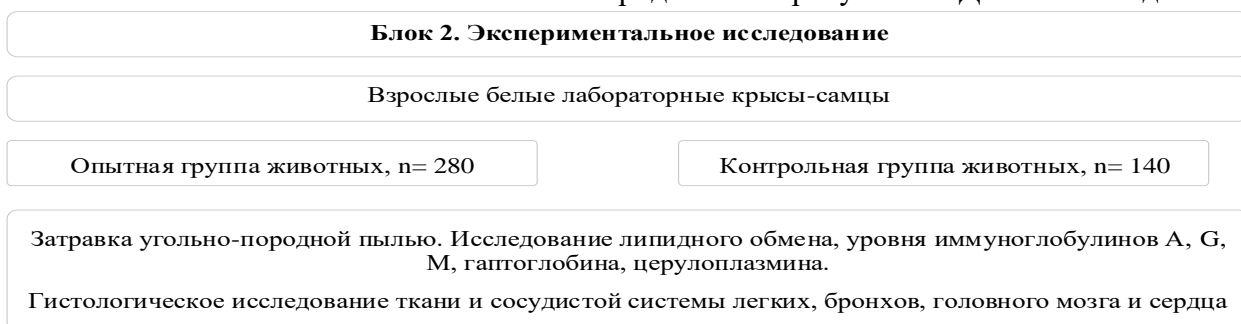 Блок 2. Экспериментальное исследование
Взрослые белые лабораторные крысы-самцы
Опытная группа животных, n= 280
Контрольная группа животных, n= 140
Затравка угольно-породной пылью. Исследование липидного обмена, уровня иммуноглобулинов A, G,
M, гаптоглобина, церулоплазмина.
Гистологическое исследование ткани и сосудистой системы легких, бронхов, головного мозга и сердца